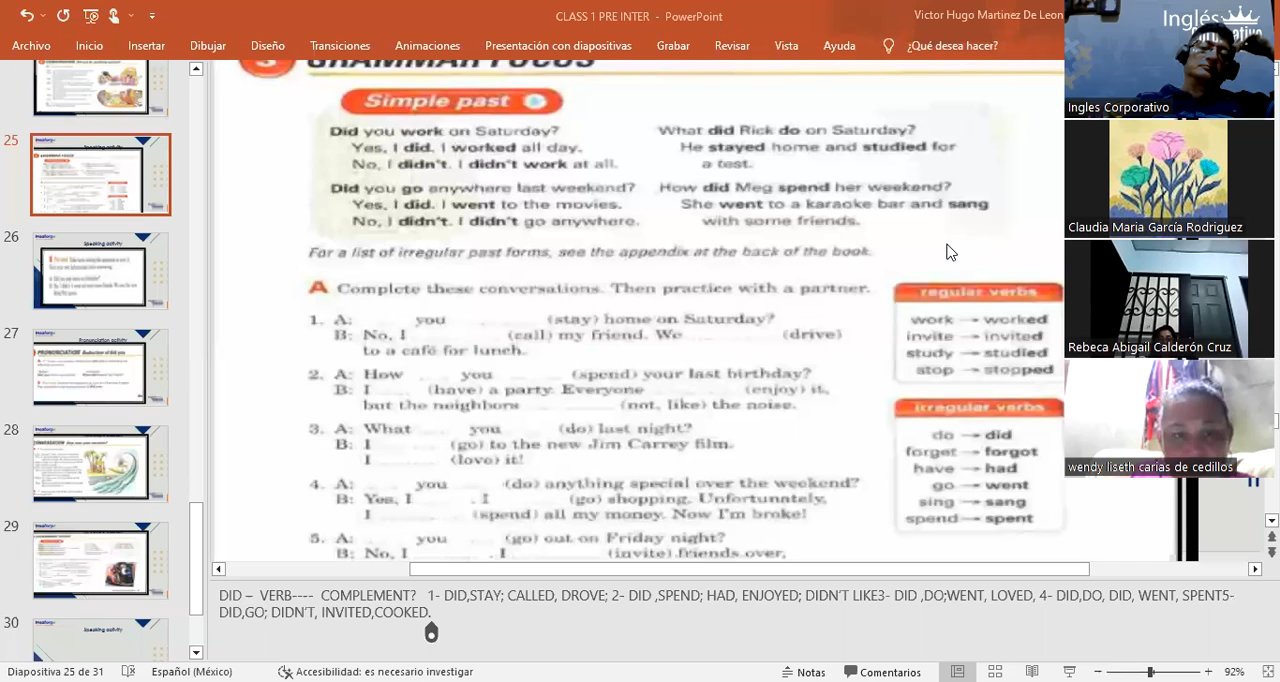 CLASS 1 PRE INTER - PowerPoint
Victor Hugo Martinez De Leon
Archivo Inicio Insertar Dibujar Diseño Transiciones Animaciones Presentación con diapositivas Grabar Revisar Vista Ayuda ¿Qué desea hacer?
Inglés
Ingles Corporativo
Claudia Maria García Rodriguez
Rebeca Abigail Calderón Cruz
wendy liseth carías de cedillos
25
26
Speaking activity
27
Pronunciation activity
28
29
30
Speaking activity
3 GRAMMAR FOCUS
Simple past
Did you work on Saturday?
Yes, I did. I worked all day.
No, I didn't. I didn't work at all.
Did you go anywhere last weekend?
Yes, I did. I went to the movies.
No, I didn't. I didn't go anywhere.
What did Rick do on Saturday?
He stayed home and studied for
a test.
How did Meg spend her weekend?
She went to a karaoke bar and sang
with some friends.
For a list of irregular past forms, see the appendix at the back of the book.
A Complete these conversations. Then practice with a partner.
1. A: you (stay) home on Saturday?
B: No, I (call) my friend. We (drive)
to a café for lunch.
2. A: How you (spend) your last birthday?
B: I (have) a party. Everyone (enjoy) it,
but the neighbors (not, like) the noise.
3. A: What you (do) last night?
B: I (go) to the new Jim Carrey film.
I (love) it!
4. A: you (do) anything special over the weekend?
B: Yes, I . I (go) shopping. Unfortunately,
I (spend) all my money. Now I'm broke!
5. A: you (go) out on Friday night?
B: No, I . I (invite) friends over,
regular verbs
work → worked
invite → invited
study → studied
stop → stopped
irregular verbs
do → did
forget → forgot
have → had
go → went
sing → sang
spend → spent
DID – VERB---- COMPLEMENT? 1- DID,STAY; CALLED, DROVE; 2- DID ,SPEND; HAD, ENJOYED; DIDN'T LIKE3- DID ,DO;WENT, LOVED, 4- DID,DO, DID, WENT, SPENT5-
DID,GO; DIDN'T, INVITED,COOKED.
Diapositiva 25 de 31 Español (México) Accesibilidad: es necesario investigar Notas Comentarios 92%